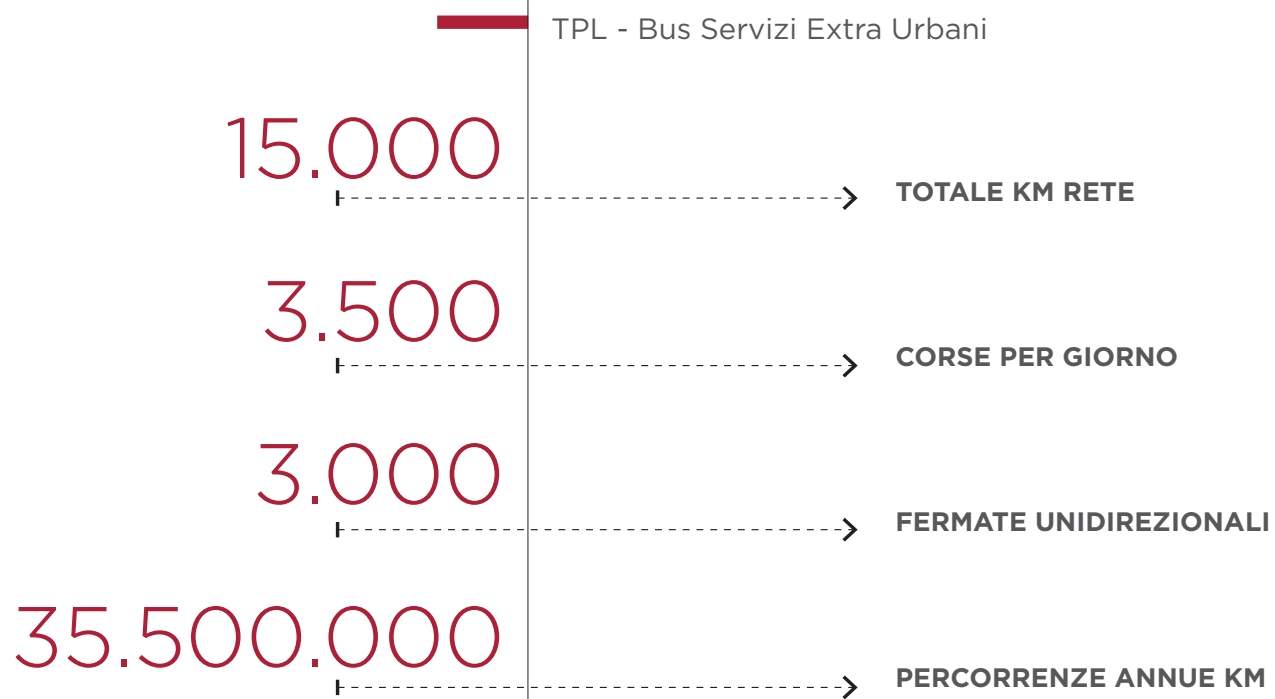 TPL - Bus Servizi Extra Urbani
15.000
TOTALE KM RETE
3.500
CORSE PER GIORNO
3.000
FERMATE UNIDIREZIONALI
35.500.000
PERCORRENZE ANNUE KM